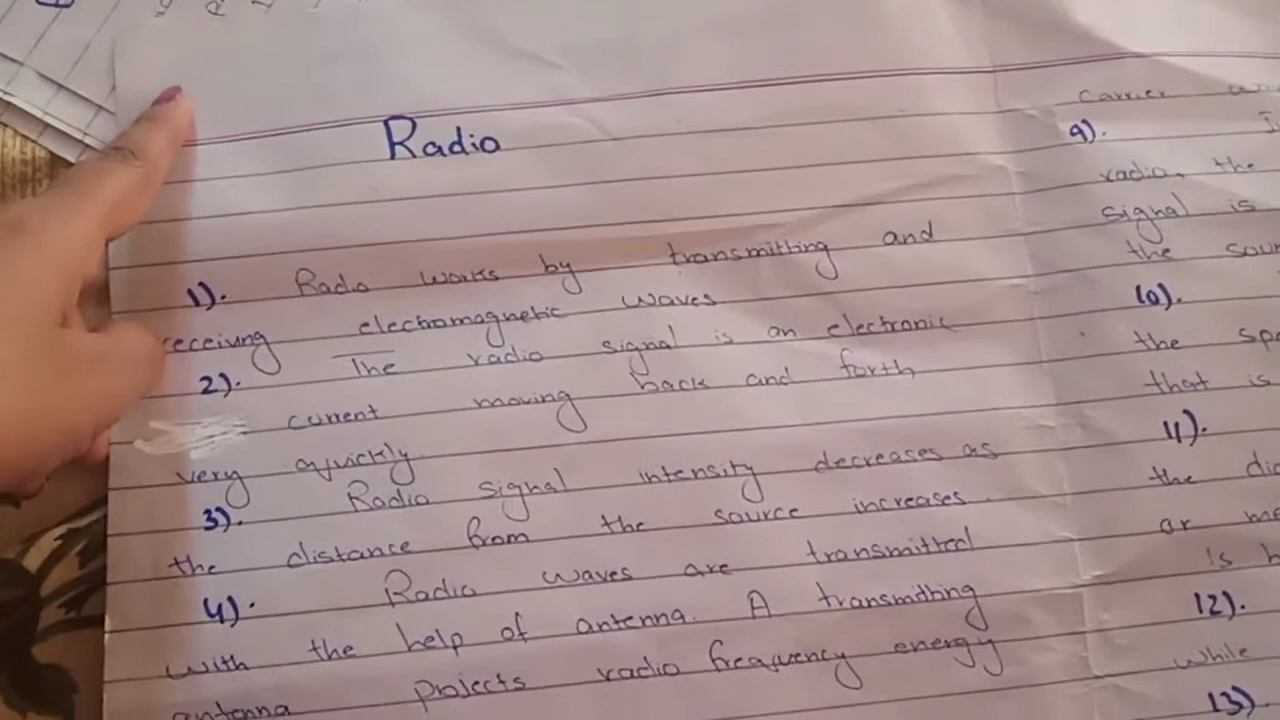 Radio
1). Radio works by transmitting and
receiving electromagnetic waves
2). The radio signal is an electronic
current moving back and forth
very quickly
3). Radio signal intensity decreases as
the distance from the source increases
4). Radio waves are transmitted
with the help of antenna. A transmitting
antenna projects radio frequency energy
carrier
9).
radio, the
signal is
the
10).
the
that is
11).
the
or
is
12).
while
13).